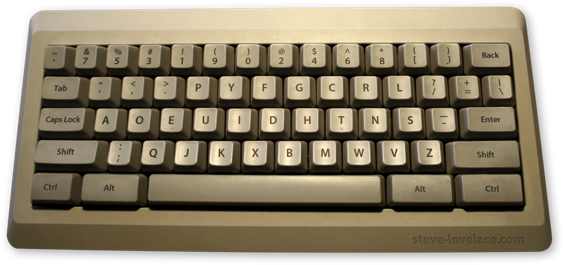 ~ ` & 7 % 5 # 3 ! 1 ( 9 ) 0 @ 2 $ 4 ^ 6 * 8 { [ } ] Back
Tab " ' < , > . P Y F G C R L ? / + = | \
Caps Lock A O E U I D H T N S _ - Enter
Shift : ; Q J K X B M W V Z Shift
Ctrl Alt Alt Ctrl
steve-lovelace.com